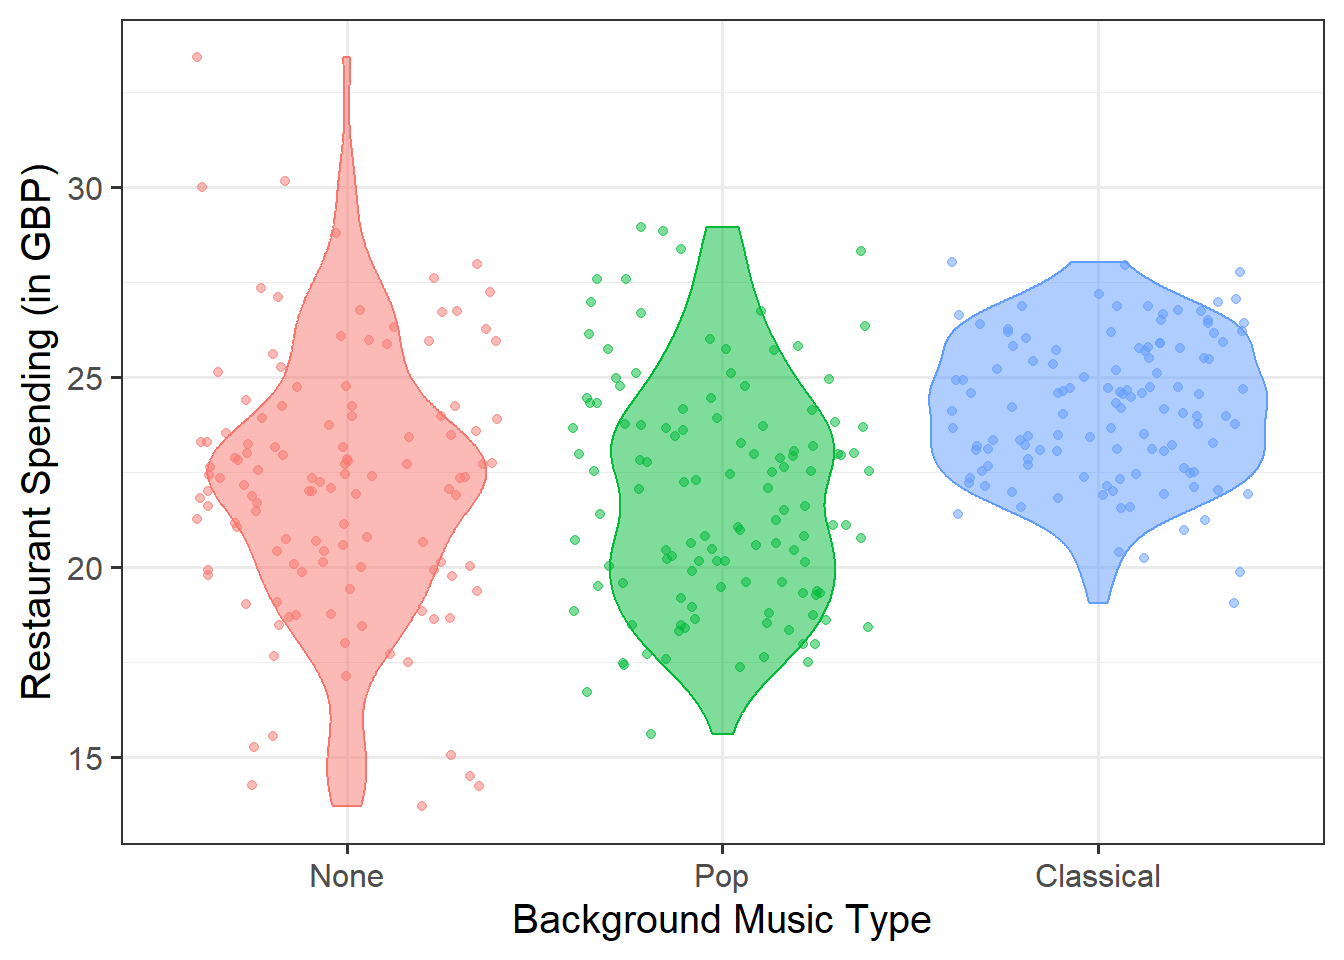 Restaurant Spending (in GBP)
30
25
20
15
None Pop Classical
Background Music Type